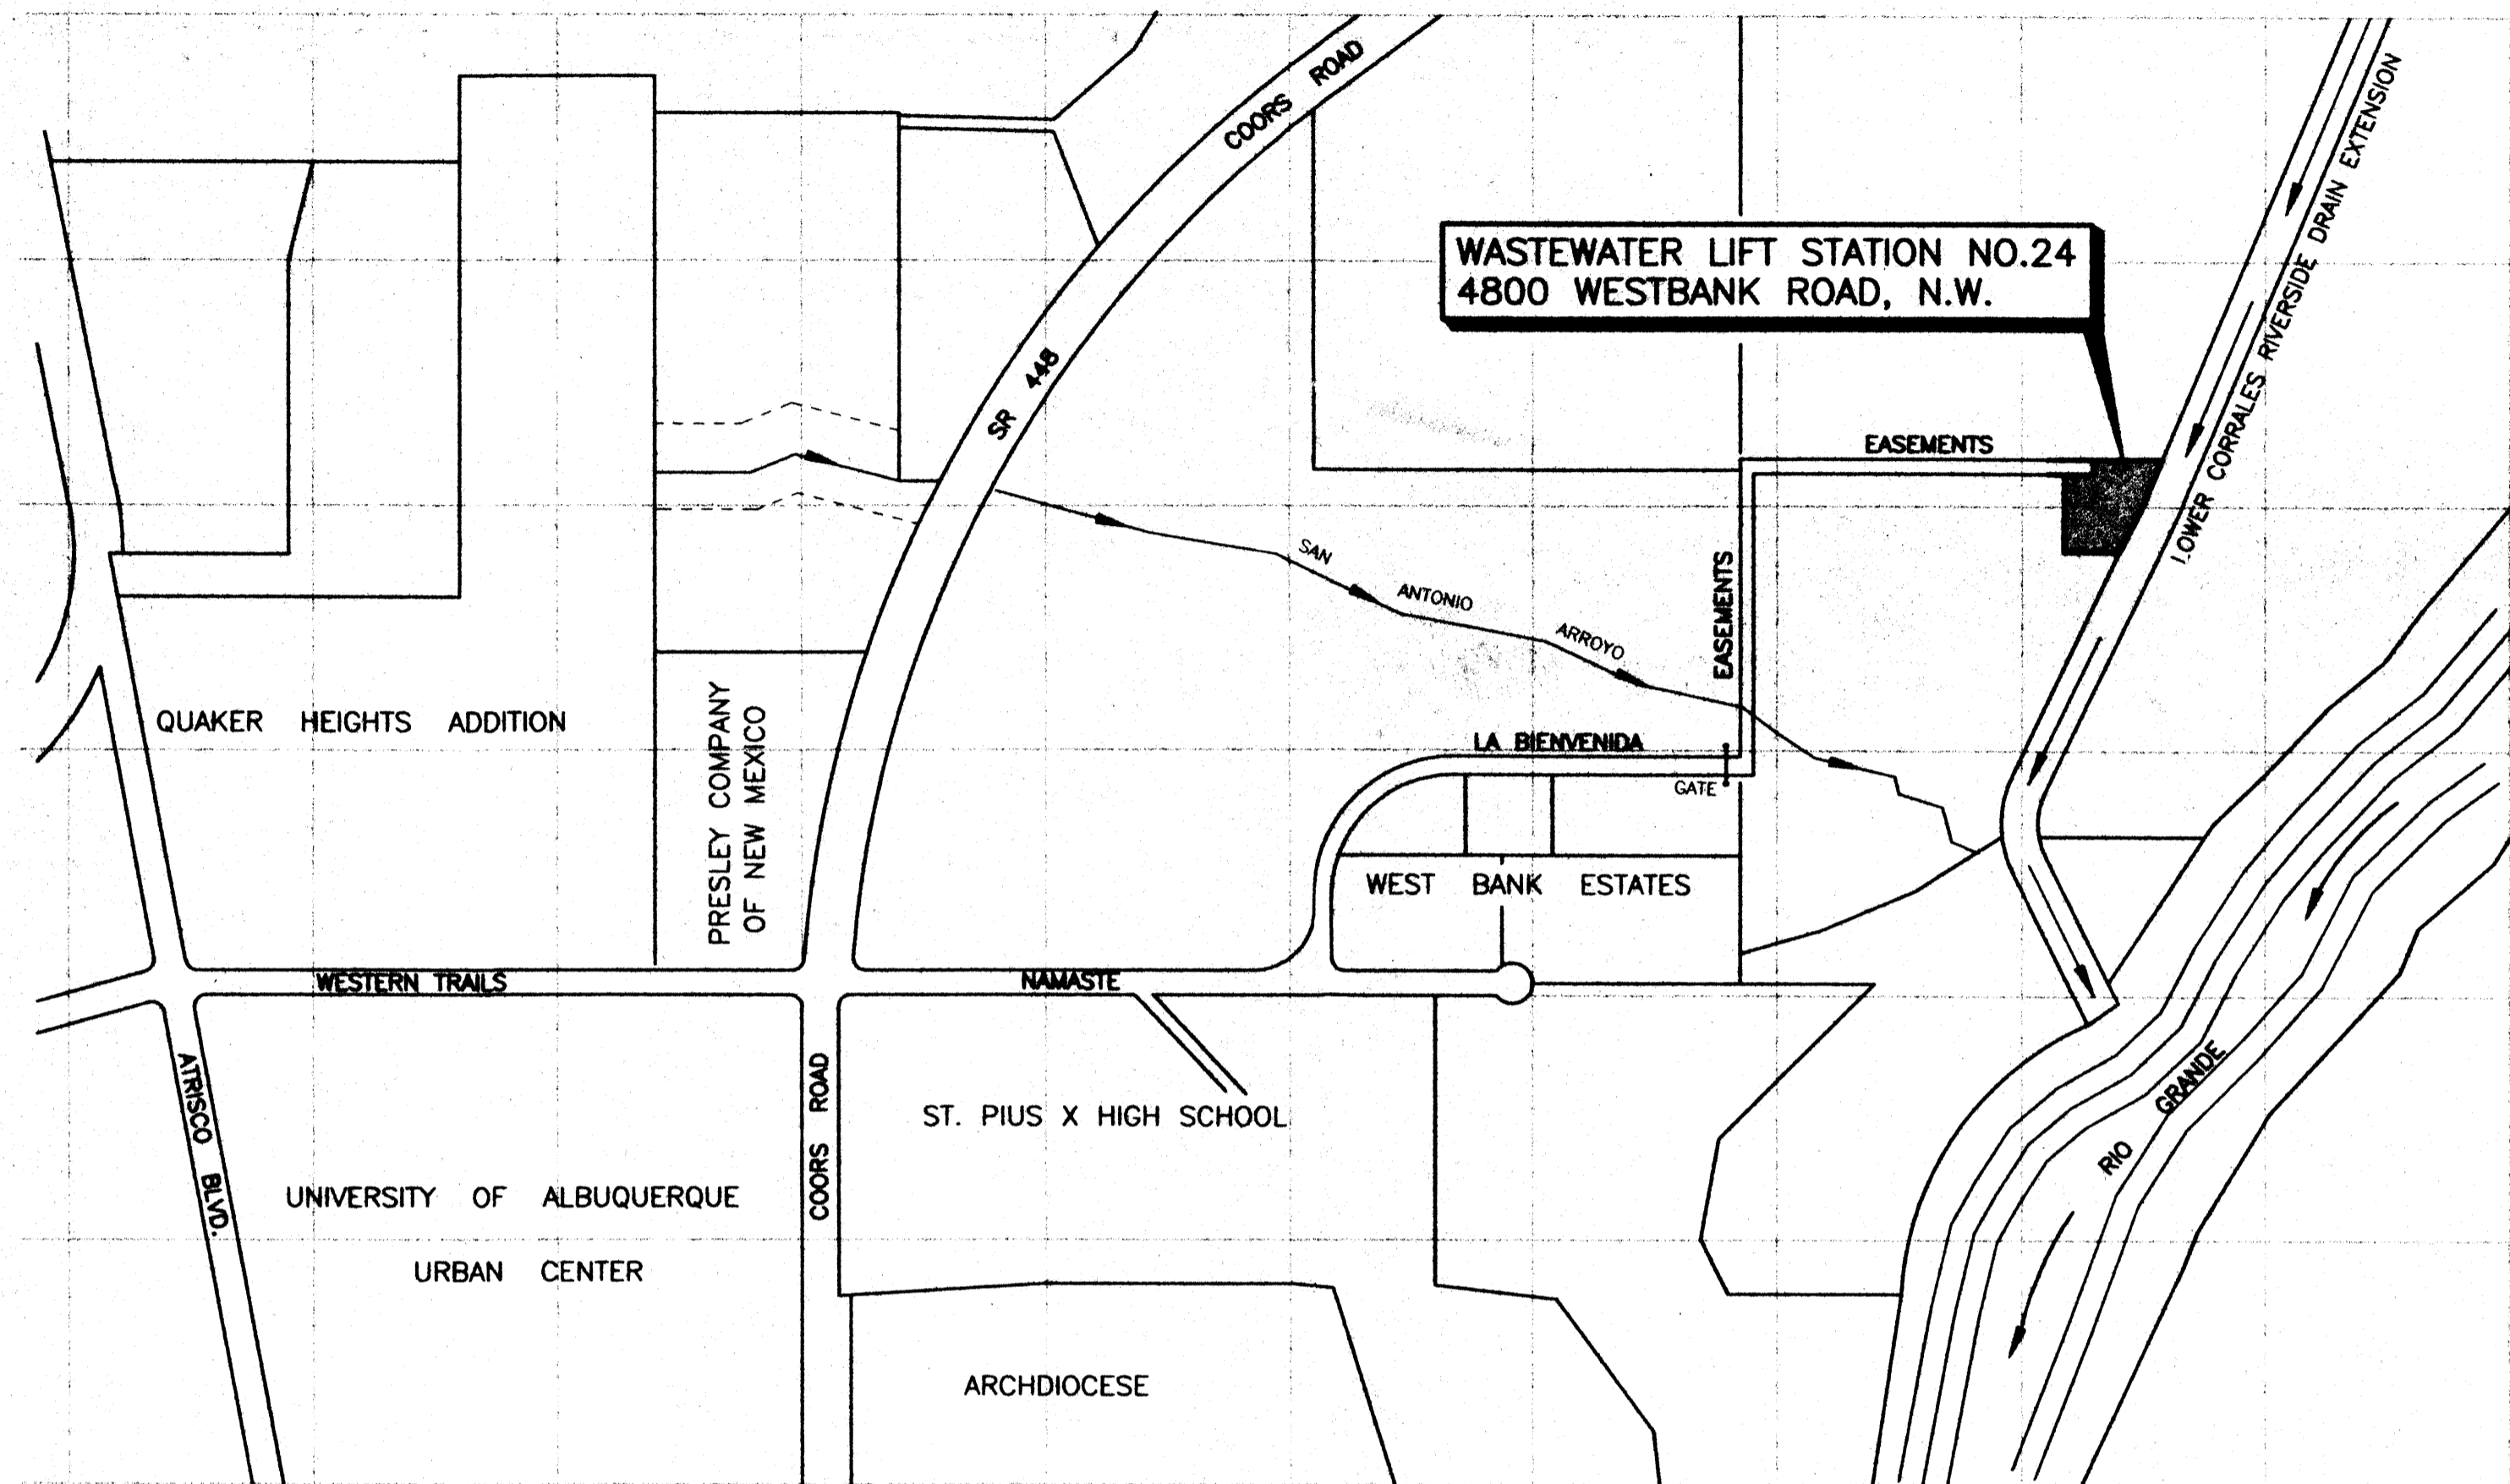 COORS ROAD
LOWER CORRALES RIVERSIDE DRAIN EXTENSION
WASTEWATER LIFT STATION NO.24
4800 WESTBANK ROAD, N.W.
SR 448
EASEMENTS
SAN ANTONIO ARROYO
EASEMENTS
QUAKER HEIGHTS ADDITION
PRESLEY COMPANY
OF NEW MEXICO
LA BIENVENIDA
GATE
WEST BANK ESTATES
WESTERN TRAILS
NAMASTE
ATRISCO BLVD.
COORS ROAD
ST. PIUS X HIGH SCHOOL
RIO GRANDE
UNIVERSITY OF ALBUQUERQUE
URBAN CENTER
ARCHDIOCESE